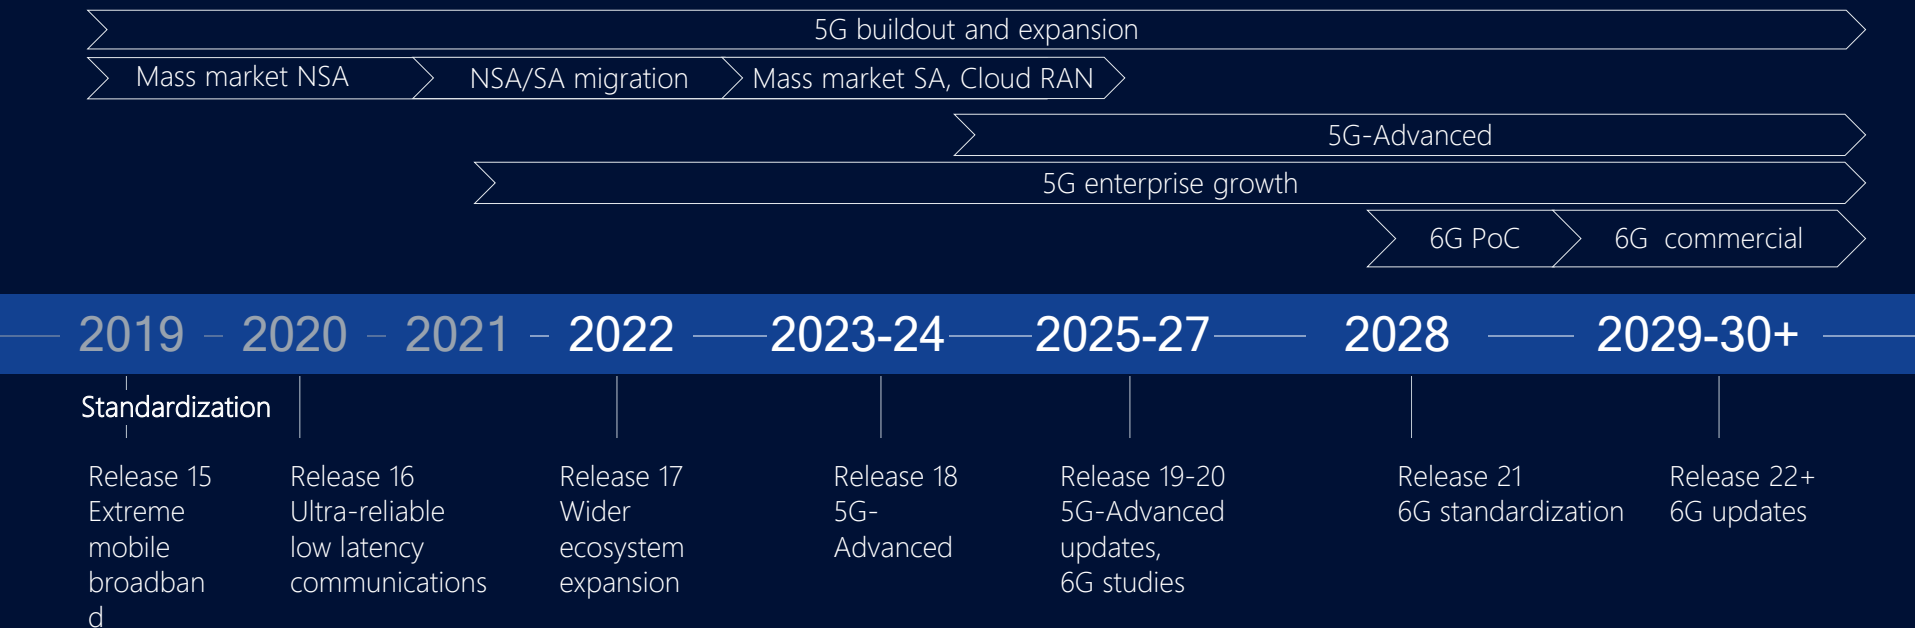 5G buildout and expansion
Mass market NSA
NSA/SA migration
Mass market SA, Cloud RAN
5G-Advanced
5G enterprise growth
6G PoC
6G commercial
2019
2020
2021
2022
2023-24
2025-27
2028
2029-30+
Standardization
Release 15
Extreme
mobile
broadban
d
Release 16
Ultra-reliable
low latency
communications
Release 17
Wider
ecosystem
expansion
Release 18
5G-
Advanced
Release 19-20
5G-Advanced
updates,
6G studies
Release 21
6G standardization
Release 22+
6G updates